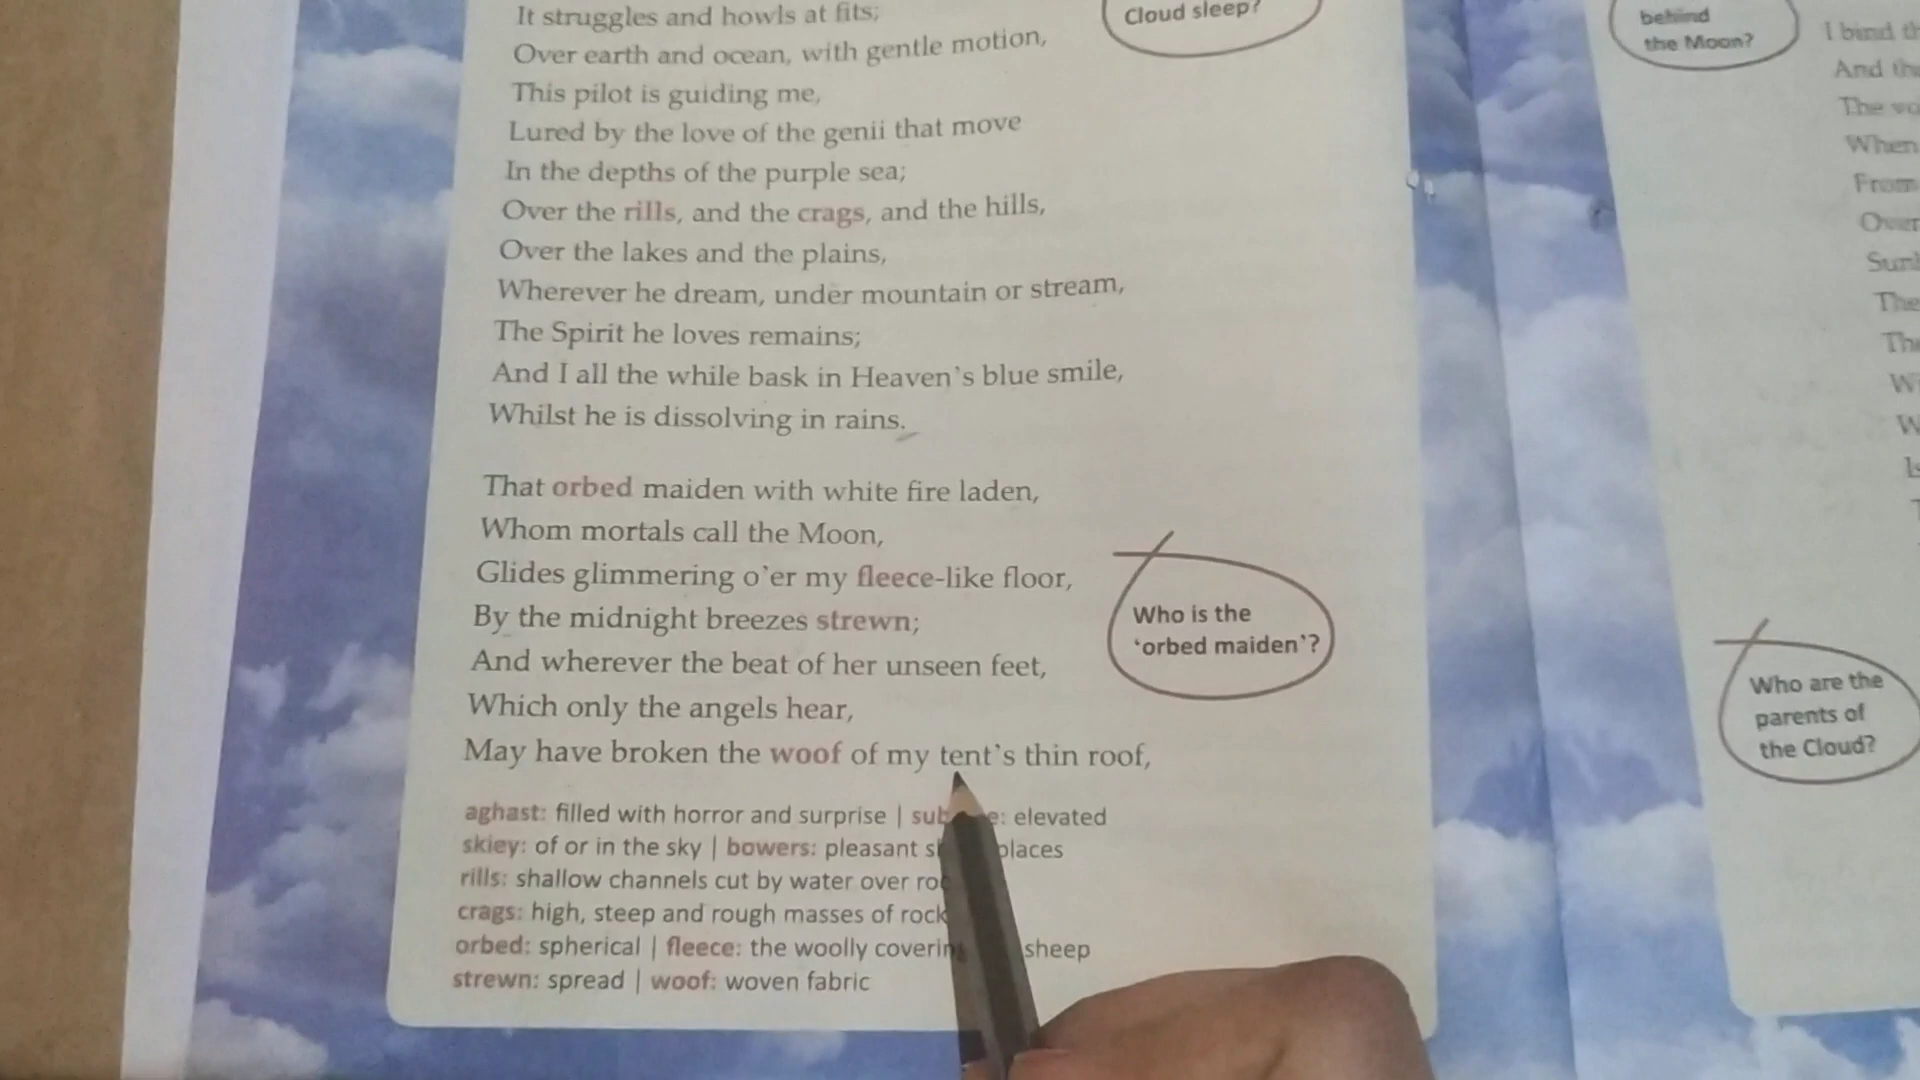 It struggles and howls at fits;
Over earth and ocean, with gentle motion,
This pilot is guiding me,
Lured by the love of the genii that move
In the depths of the purple sea;
Over the rills, and the crags, and the hills,
Over the lakes and the plains,
Wherever he dream, under mountain or stream,
The Spirit he loves remains;
And I all the while bask in Heaven's blue smile,
Whilst he is dissolving in rains.
That orbed maiden with white fire laden,
Whom mortals call the Moon,
Glides glimmering o'er my fleece-like floor,
By the midnight breezes strewn;
And wherever the beat of her unseen feet,
Which only the angels hear,
May have broken the woof of my tent's thin roof,
aghast: filled with horror and surprise | elevated
skiey: of or in the sky | bowers: pleasant places
rills: shallow channels cut by water over
crags: high, steep and rough masses of rock
orbed: spherical | fleece: the woolly sheep
strewn: spread | woof: woven fabric
Cloud sleep?
Who is the
'orbed maiden'?
behind
the Moon?
I bind
And
The
When
From
Over
The
Who are the
parents of
the Cloud?